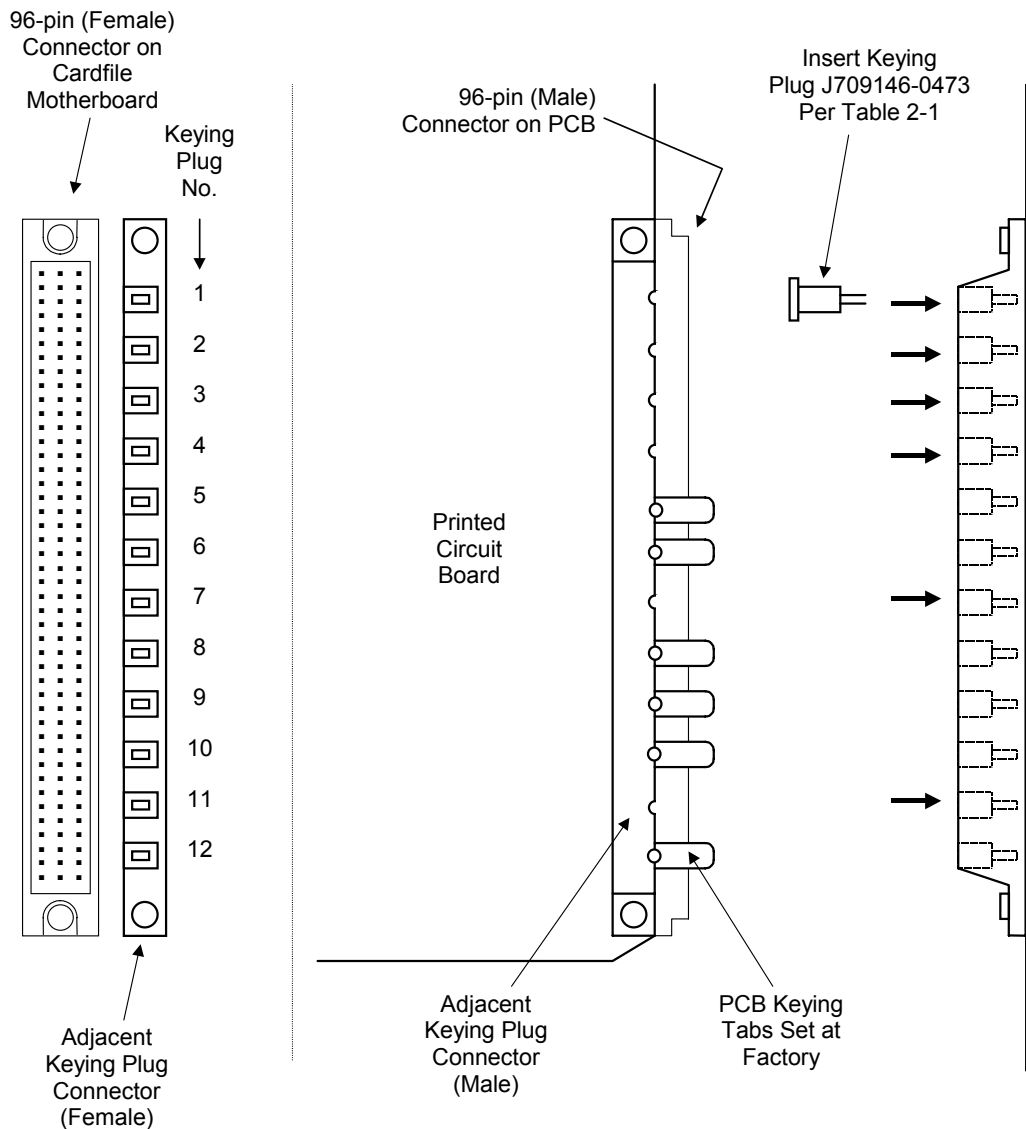 96-pin (Female)
Connector on
Cardfile
Motherboard
Keying
Plug
No.
1
2
3
4
5
6
7
8
9
10
11
12
Adjacent
Keying Plug
Connector
(Female)
96-pin (Male)
Connector on PCB
Printed
Circuit
Board
Adjacent
Keying Plug
Connector
(Male)
PCB Keying
Tabs Set at
Factory
Insert Keying
Plug J709146-0473
Per Table 2-1